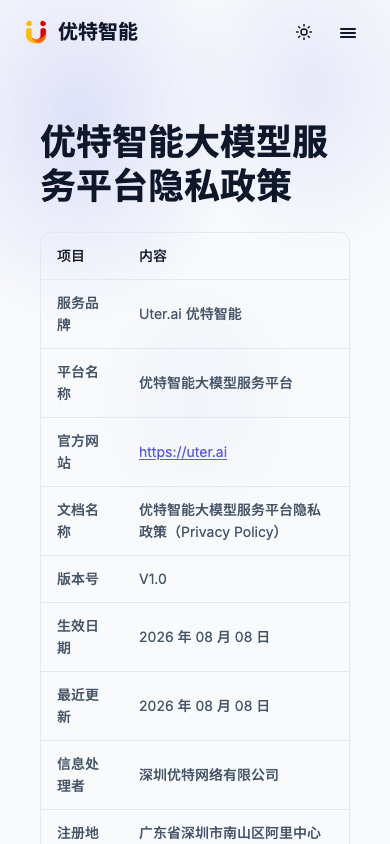 优特智能
优特智能大模型服
务平台隐私政策
项目 内容
服务品
牌
Uter.ai 优特智能
平台名
称
优特智能大模型服务平台
官方网
站
https://uter.ai
文档名
称
优特智能大模型服务平台隐私
政策（Privacy Policy）
版本号 V1.0
生效日
期
2026 年 08 月 08 日
最近更
新
2026 年 08 月 08 日
信息处
理者
深圳优特网络有限公司
注册地 广东省深圳市南山区阿里中心